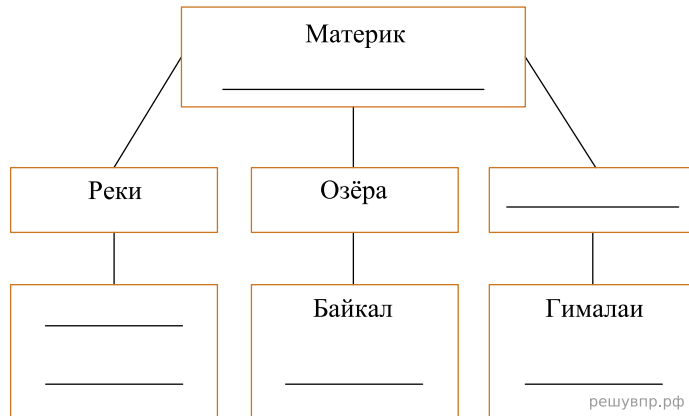 Материк
Реки
Озёра
Байкал
Гималаи
решувпр.рф